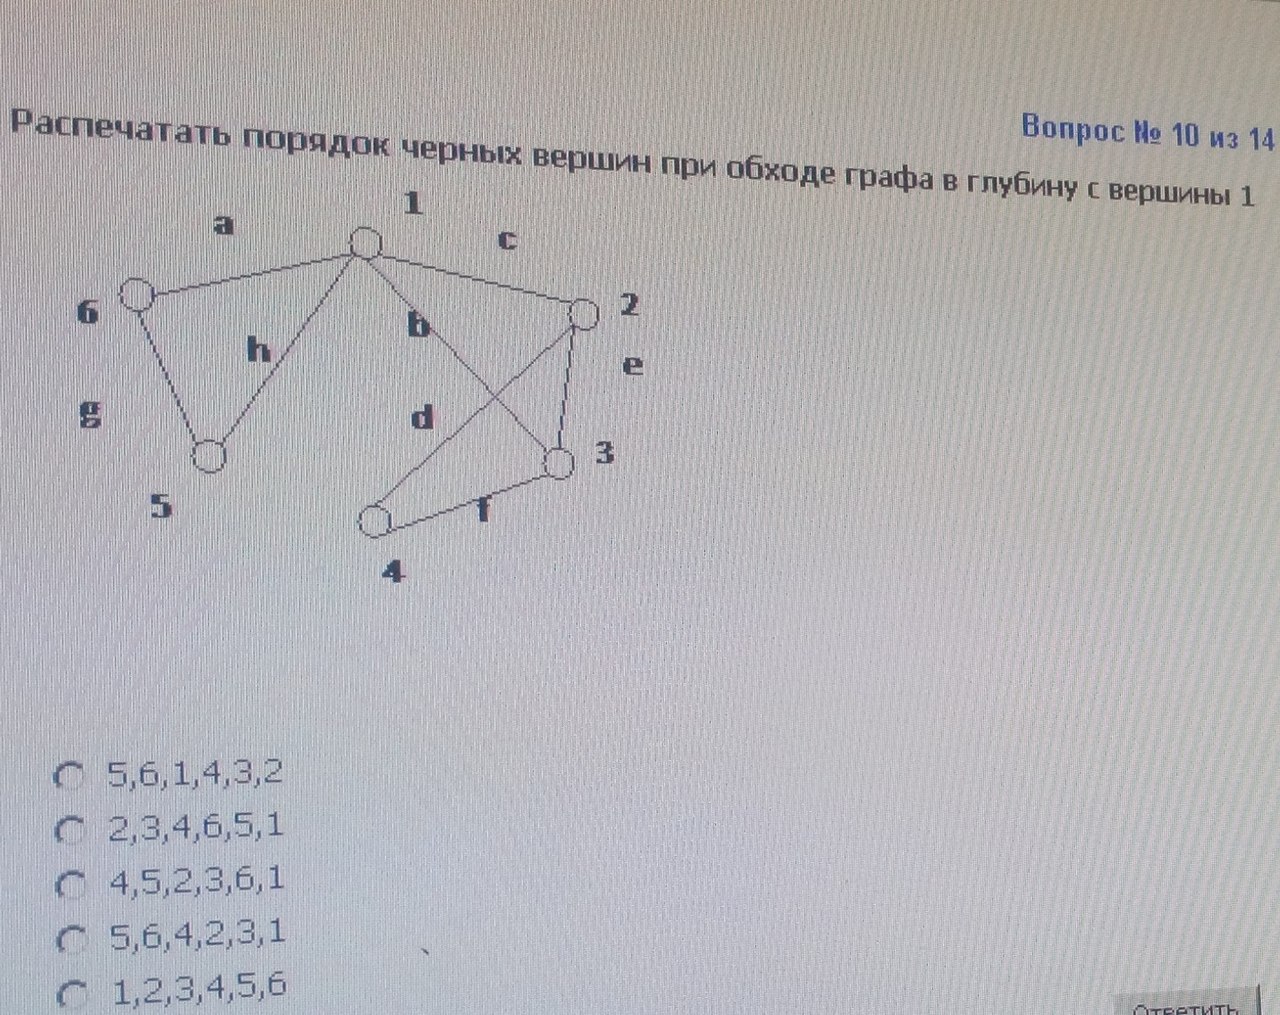 Вопрос № 10 из 14
Распечатать порядок черных вершин при обходе графа в глубину с вершины 1
1
a
c
6
2
b
h
e
g
d
3
5
f
4
5,6,1,4,3,2
2,3,4,6,5,1
4,5,2,3,6,1
5,6,4,2,3,1
1,2,3,4,5,6
Ответить